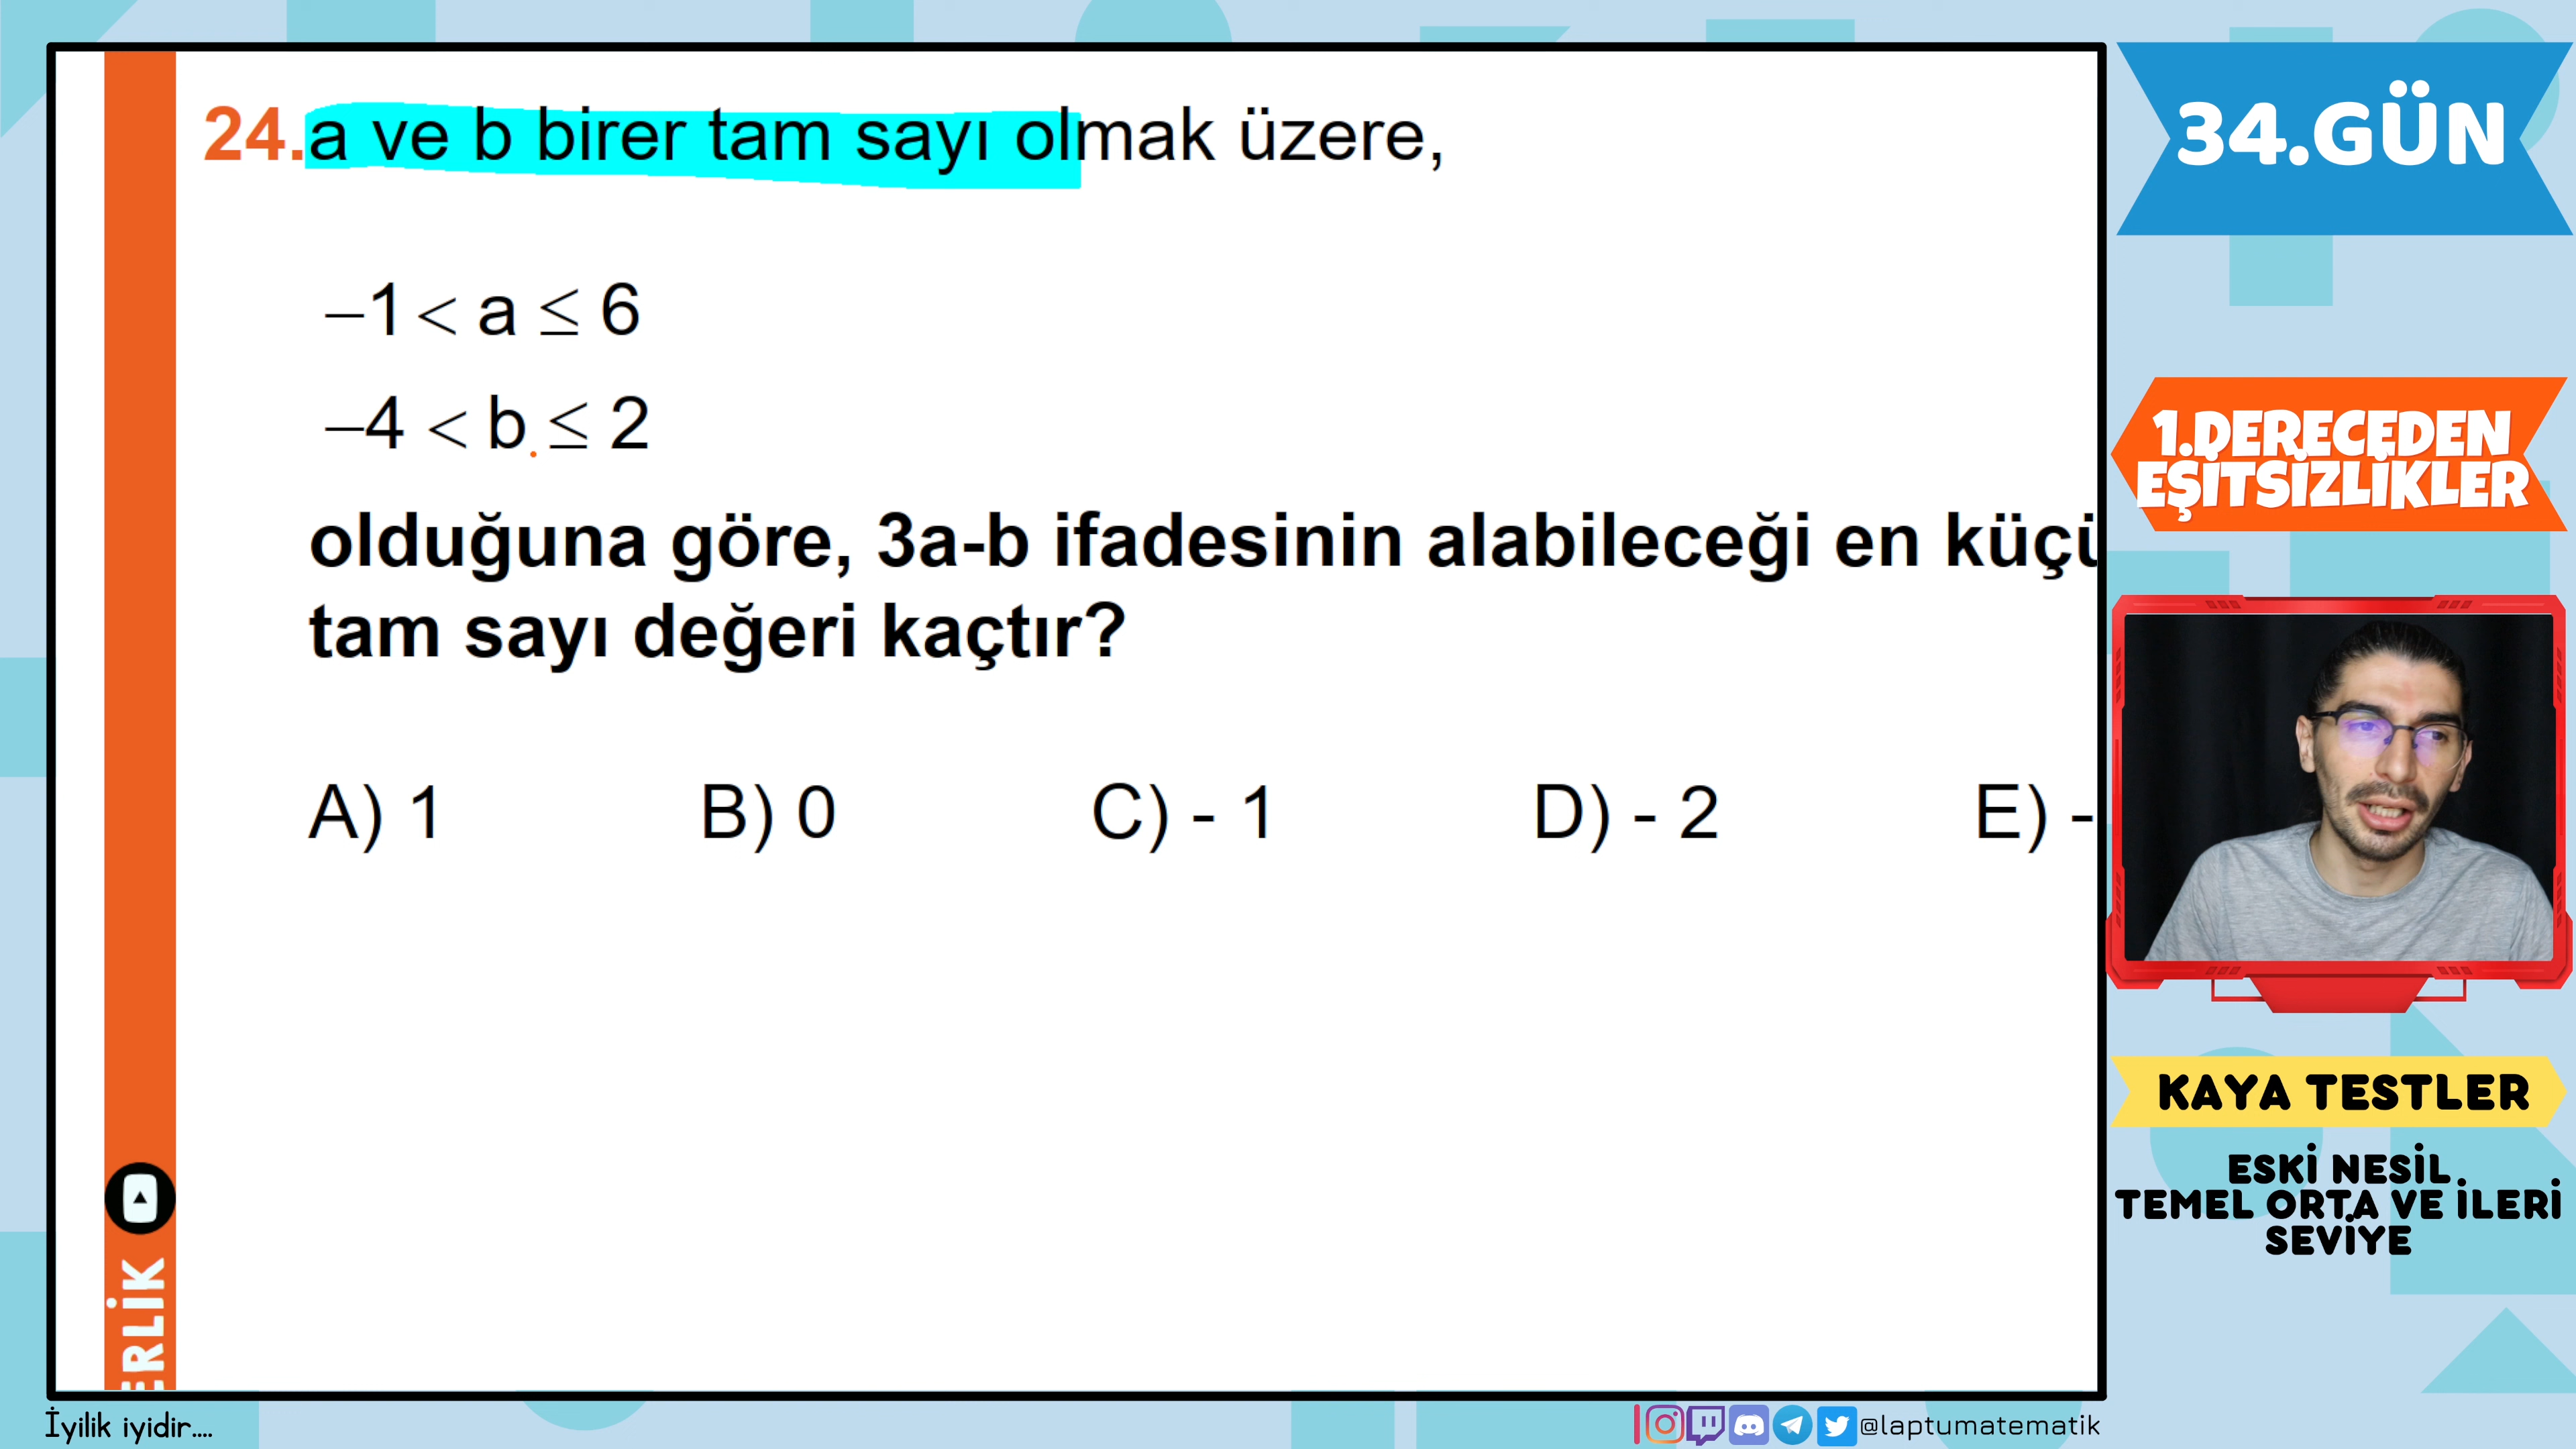 24.a ve b birer tam sayı olmak üzere,
–1 < a ≤ 6
–4 < b ≤ 2
olduğuna göre, 3a-b ifadesinin alabileceği en küçü
tam sayı değeri kaçtır?
A) 1 B) 0 C) - 1 D) - 2 E) -
34.GÜN
1.DERECEDEN
EŞİTSİZLİKLER
KAYA TESTLER
ESKİ NESİL
TEMEL ORTA VE İLERİ
SEVİYE
ERLİK
İyilik iyidir....
@laptumatematik